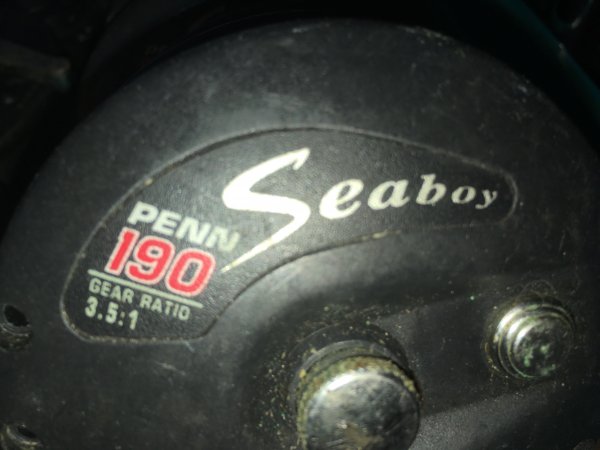 Seaboy
PENN
190
GEAR RATIO
3.5:1